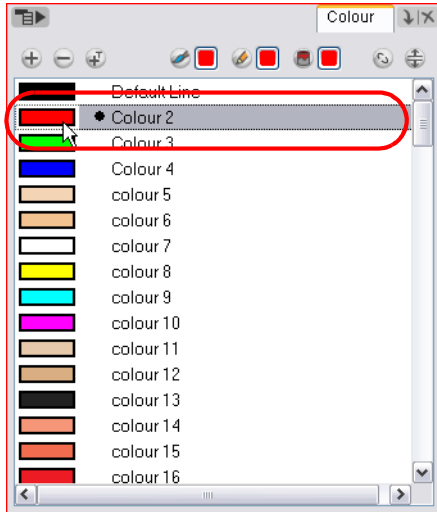 Colour
Default Line
Colour 2
Colour 3
Colour 4
colour 5
colour 6
colour 7
colour 8
colour 9
colour 10
colour 11
colour 12
colour 13
colour 14
colour 15
colour 16